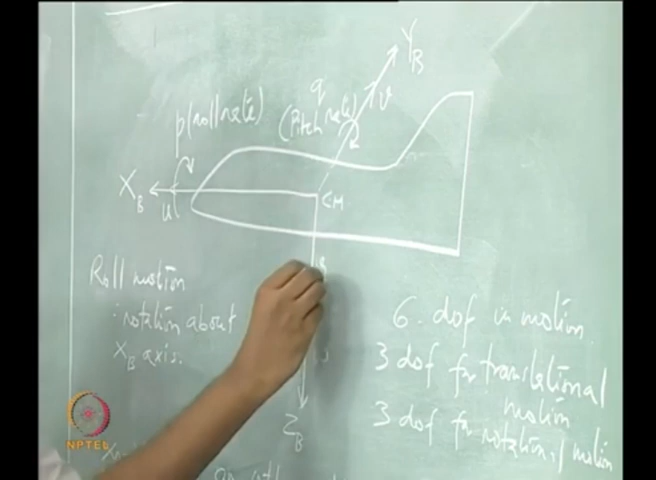 Y_B
q
(Pitch rate)
v
p(roll rate)
X_B
u
CM
Roll motion
: rotation about
X_B axis.
Z_B
6. dof in motion.
3 dof for translational
motion
3 dof for rotational motion
NPTEL